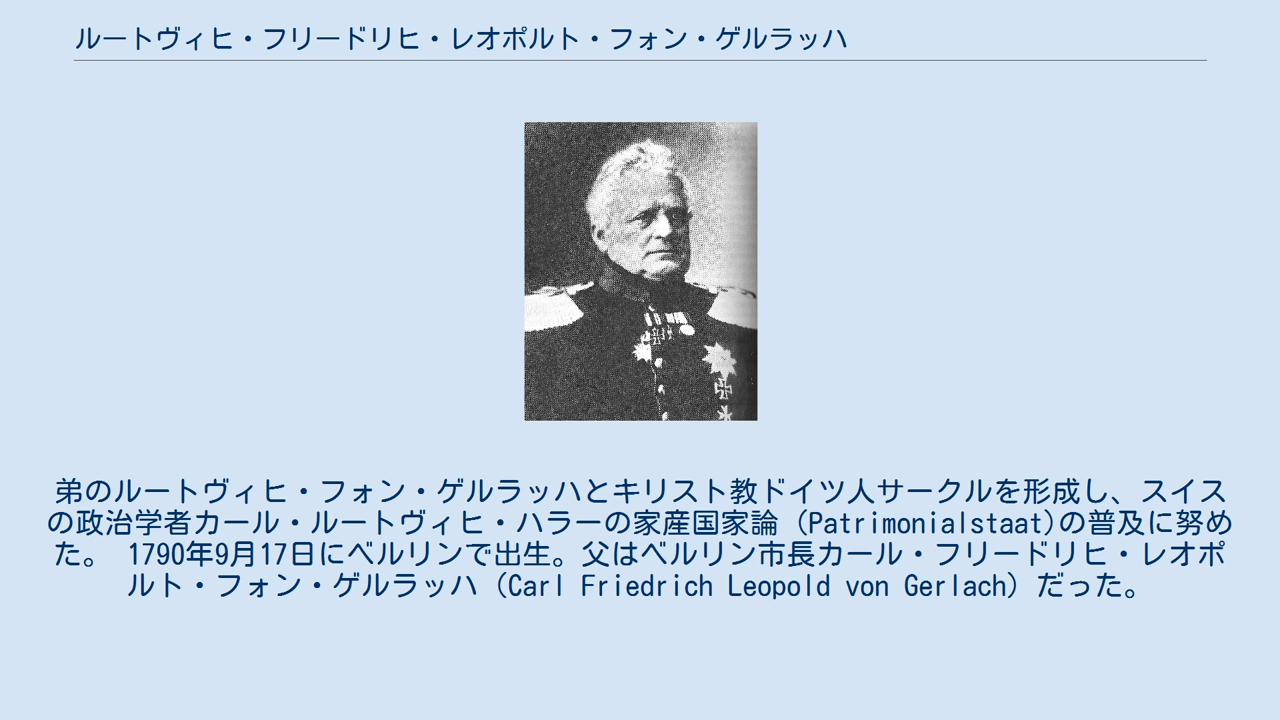 ルートヴィヒ・フリードリヒ・レオポルト・フォン・ゲルラッハ
弟のルートヴィヒ・フォン・ゲルラッハとキリスト教ドイツ人サークルを形成し、スイス
の政治学者カール・ルートヴィヒ・ハラーの家産国家論 (Patrimonialstaat)の普及に努め
た。 1790年9月17日にベルリンで出生。父はベルリン市長カール・フリードリヒ・レオポ
ルト・フォン・ゲルラッハ (Carl Friedrich Leopold von Gerlach) だった。